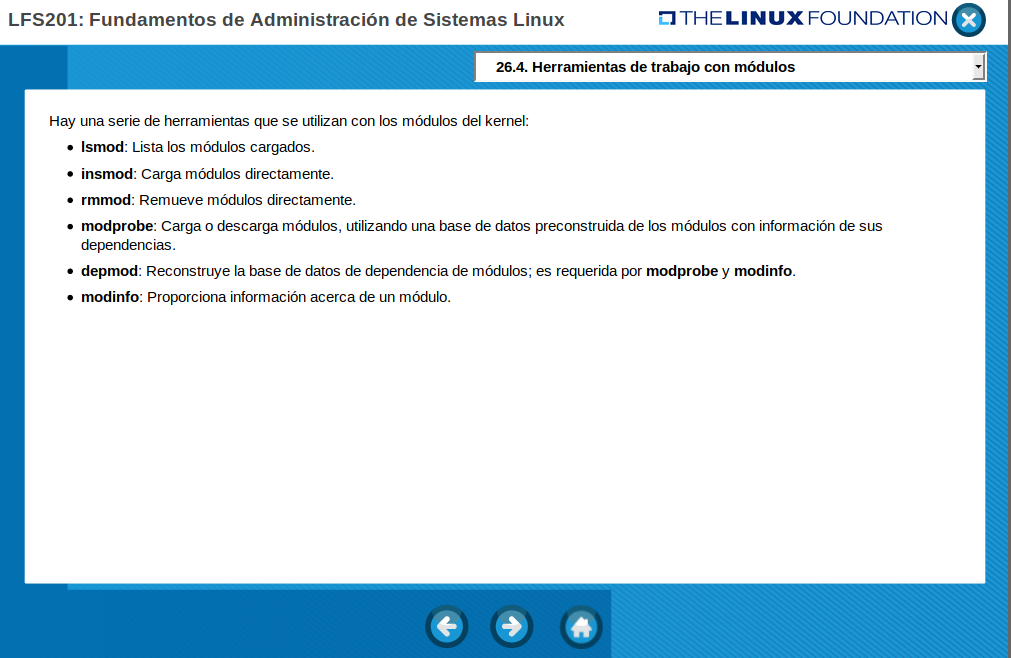 LFS201: Fundamentos de Administración de Sistemas Linux
THE LINUX FOUNDATION
26.4. Herramientas de trabajo con módulos
Hay una serie de herramientas que se utilizan con los módulos del kernel:
lsmod: Lista los módulos cargados.
insmod: Carga módulos directamente.
rmmod: Remueve módulos directamente.
modprobe: Carga o descarga módulos, utilizando una base de datos preconstruida de los módulos con información de sus
dependencias.
depmod: Reconstruye la base de datos de dependencia de módulos; es requerida por modprobe y modinfo.
modinfo: Proporciona información acerca de un módulo.